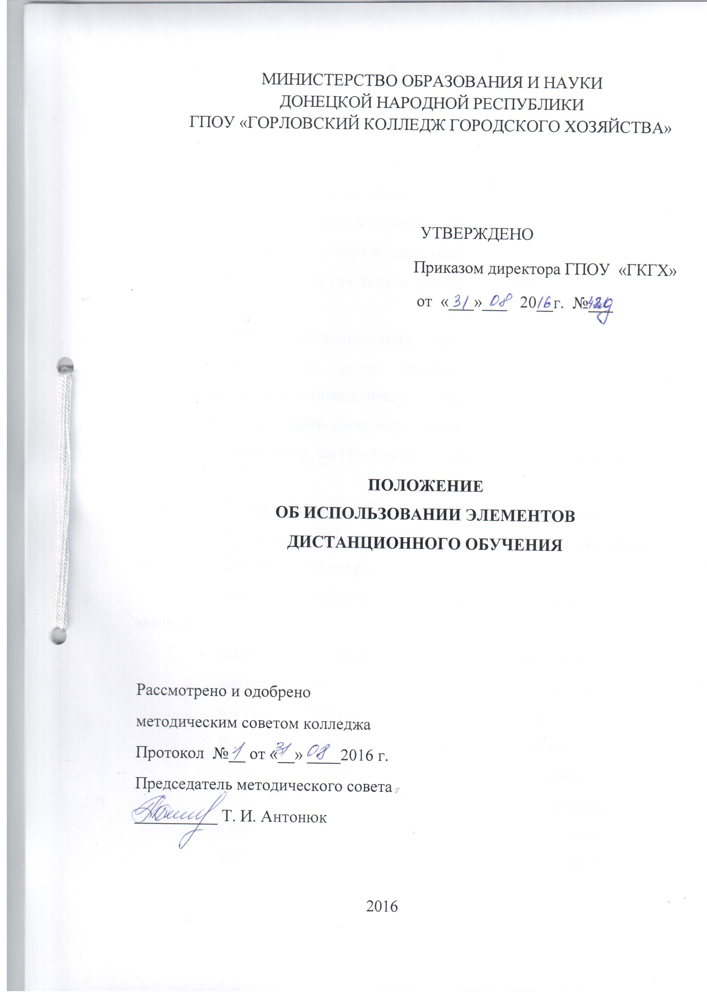 МИНИСТЕРСТВО ОБРАЗОВАНИЯ И НАУКИ
ДОНЕЦКОЙ НАРОДНОЙ РЕСПУБЛИКИ
ГПОУ «ГОРЛОВСКИЙ КОЛЛЕДЖ ГОРОДСКОГО ХОЗЯЙСТВА»
УТВЕРЖДЕНО
Приказом директора ГПОУ «ГКГХ»
от «31» 08 2016г. №
ПОЛОЖЕНИЕ
ОБ ИСПОЛЬЗОВАНИИ ЭЛЕМЕНТОВ
ДИСТАНЦИОННОГО ОБУЧЕНИЯ
Рассмотрено и одобрено
методическим советом колледжа
Протокол №1 от «31» 08 2016 г.
Председатель методического совета
Т. И. Антонюк
2016